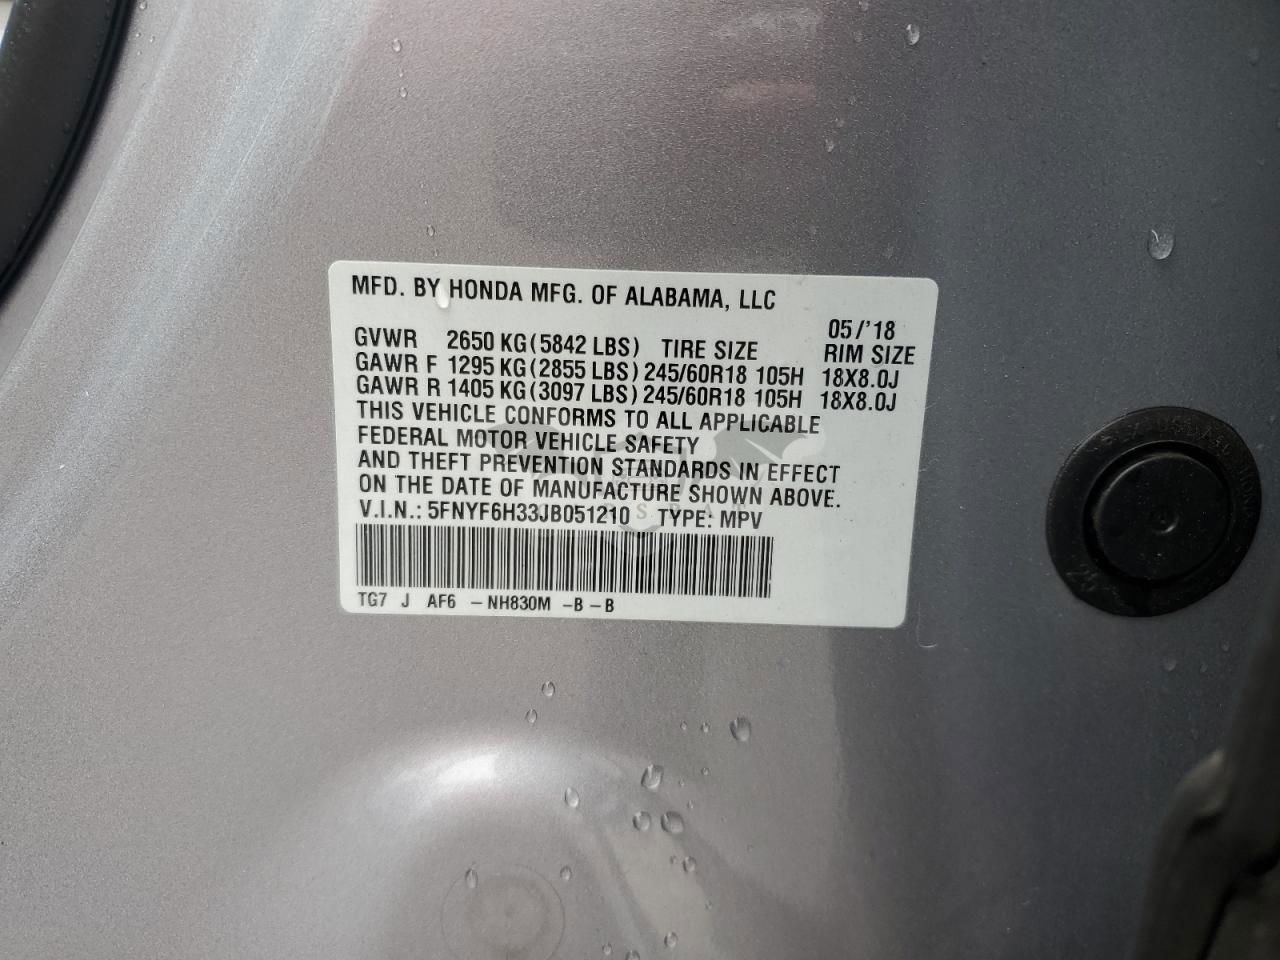 MFD. BY HONDA MFG. OF ALABAMA, LLC
05/'18
GVWR 2650 KG (5842 LBS) TIRE SIZE RIM SIZE
GAWR F 1295 KG (2855 LBS) 245/60R18 105H 18X8.0J
GAWR R 1405 KG (3097 LBS) 245/60R18 105H 18X8.0J
THIS VEHICLE CONFORMS TO ALL APPLICABLE
FEDERAL MOTOR VEHICLE SAFETY
AND THEFT PREVENTION STANDARDS IN EFFECT
ON THE DATE OF MANUFACTURE SHOWN ABOVE.
V.I.N.: 5FNYF6H33JB051210 TYPE: MPV
TG7 J AF6 - NH830M - B - B